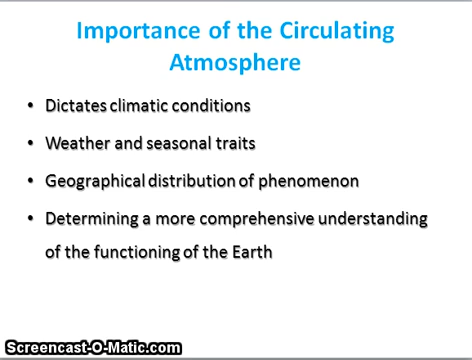 Importance of the Circulating
Atmosphere
• Dictates climatic conditions
• Weather and seasonal traits
• Geographical distribution of phenomenon
• Determining a more comprehensive understanding
of the functioning of the Earth
Screencast-O-Matic.com